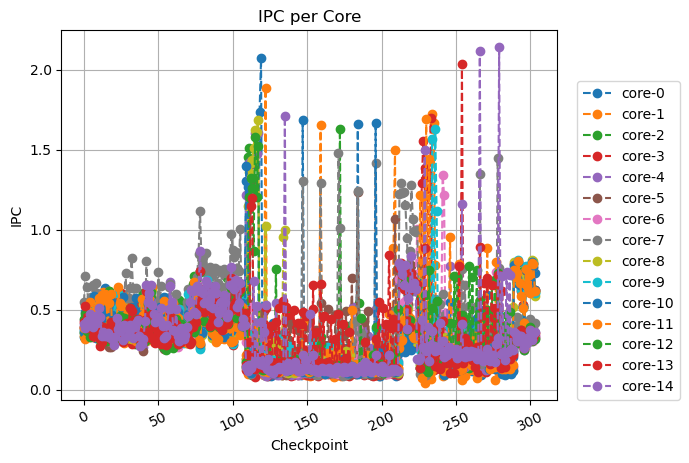 IPC per Core
IPC
2.0
1.5
1.0
0.5
0.0
0
50
100
150
200
250
300
Checkpoint
core-0
core-1
core-2
core-3
core-4
core-5
core-6
core-7
core-8
core-9
core-10
core-11
core-12
core-13
core-14